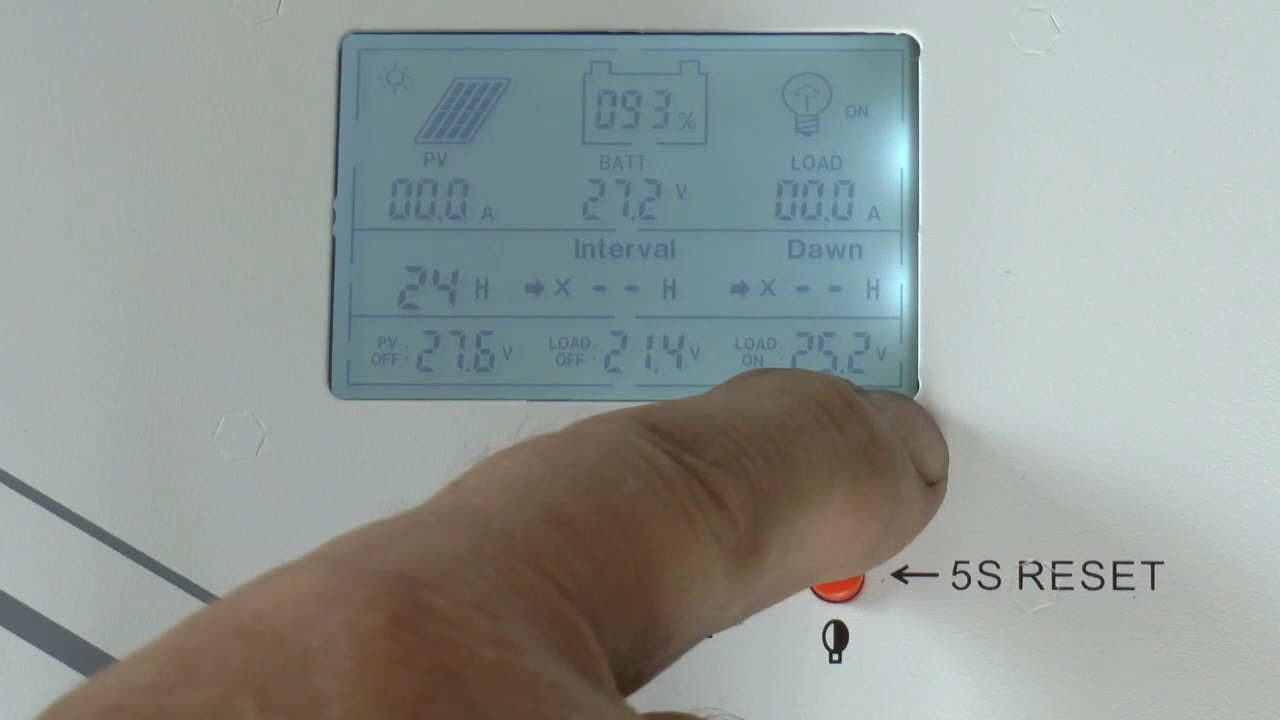 093%
ON
PV BATT LOAD
00.0 A 27.2 V 00.0 A
Interval Dawn
24 H ➡ X - - H ➡ X - - H
PV OFF 27.6 V LOAD OFF 21.4 V LOAD ON 25.2 V
←5S RESET